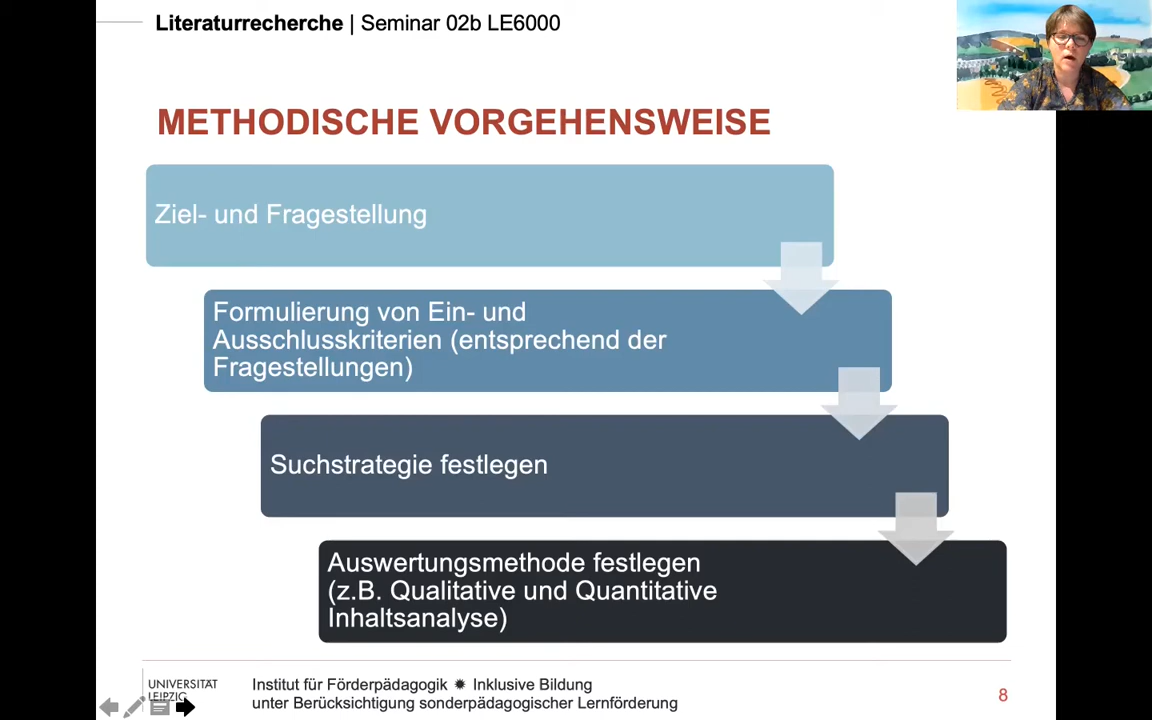 Literaturrecherche | Seminar 02b LE6000
METHODISCHE VORGEHENSWEISE
Ziel- und Fragestellung
Formulierung von Ein- und
Ausschlusskriterien (entsprechend der
Fragestellungen)
Suchstrategie festlegen
Auswertungsmethode festlegen
(z.B. Qualitative und Quantitative
Inhaltsanalyse)
UNIVERSITÄT
LEIPZIG
Institut für Förderpädagogik ✷ Inklusive Bildung
unter Berücksichtigung sonderpädagogischer Lernförderung
8